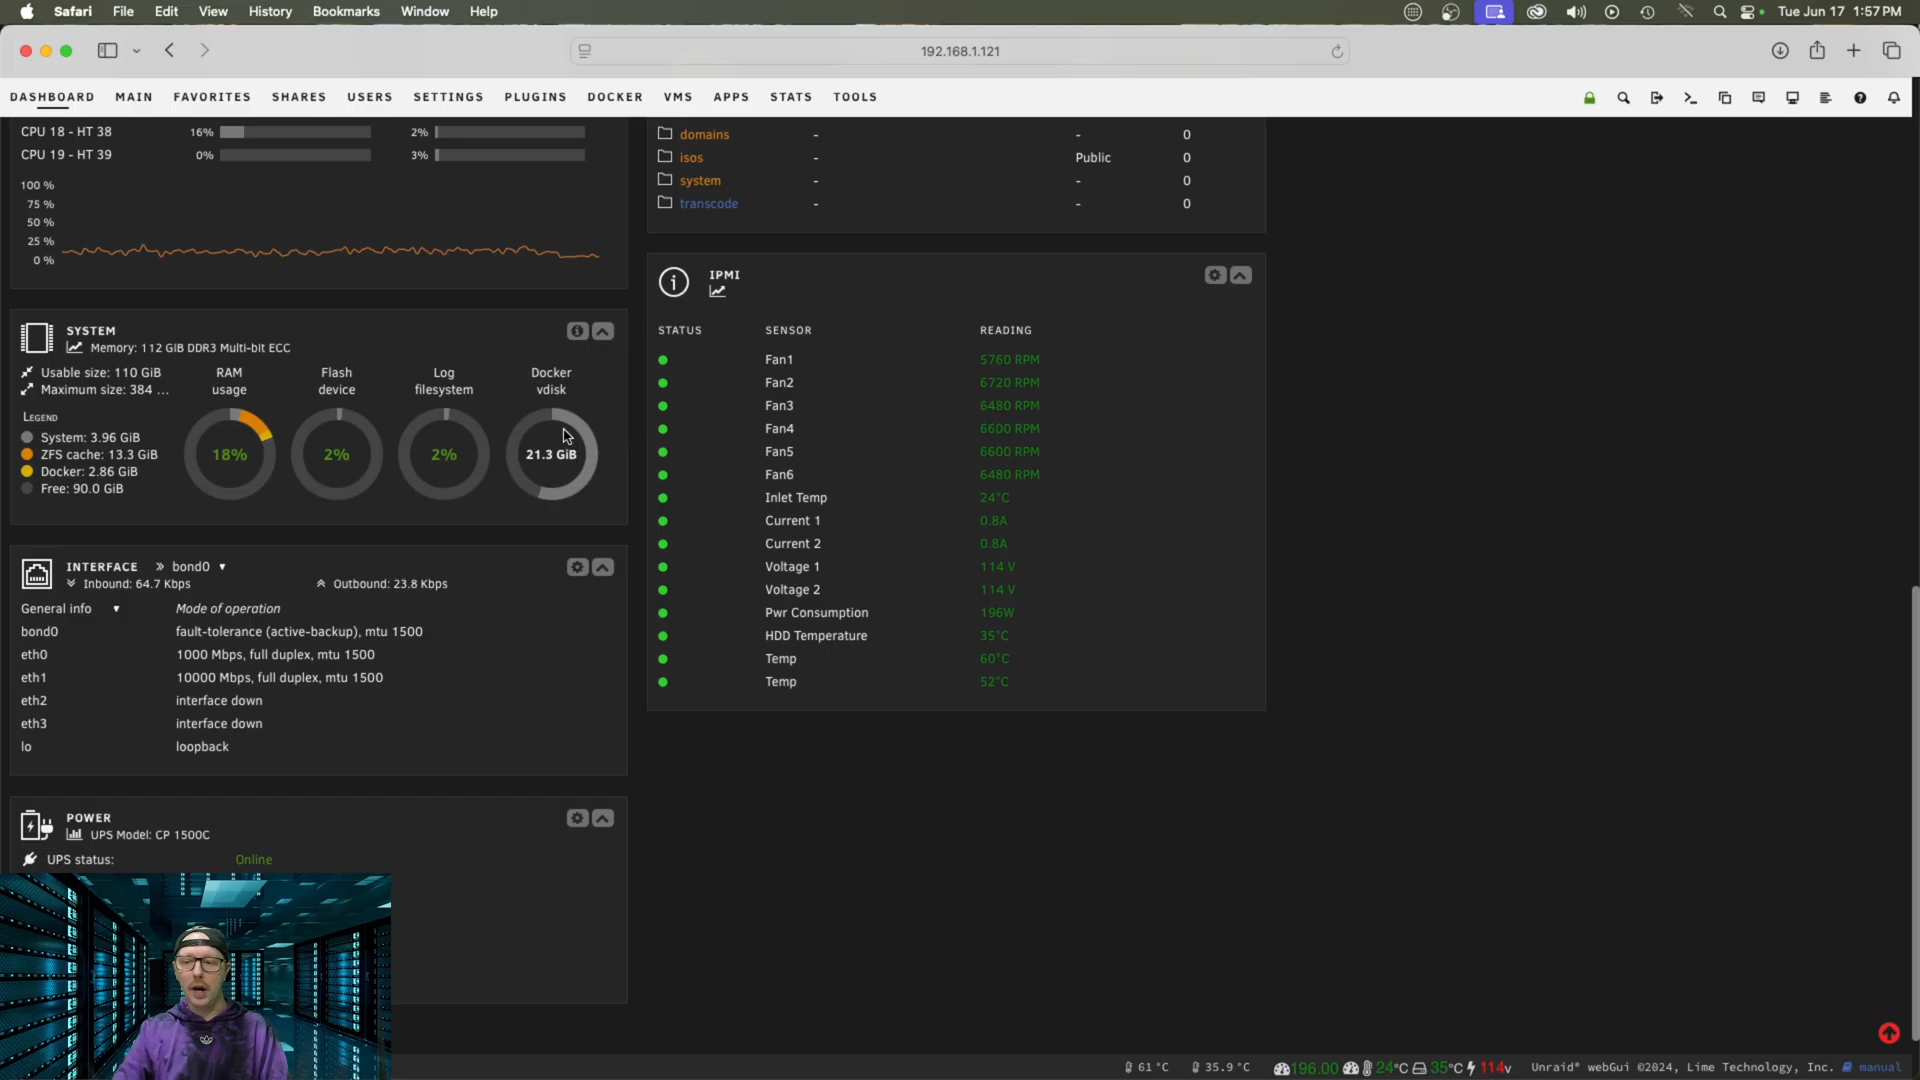 Safari File Edit View History Bookmarks Window Help Tue Jun 17 1:57 PM
192.168.1.121
DASHBOARD MAIN FAVORITES SHARES USERS SETTINGS PLUGINS DOCKER VMS APPS STATS TOOLS
CPU 18 - HT 38 16% 2%
CPU 19 - HT 39 0% 3%
100 %
75 %
50 %
25 %
0 %
SYSTEM
Memory: 112 GiB DDR3 Multi-bit ECC
Usable size: 110 GiB
Maximum size: 384 ...
RAM usage
Flash device
Log filesystem
Docker vdisk
LEGEND
System: 3.96 GiB
ZFS cache: 13.3 GiB
Docker: 2.86 GiB
Free: 90.0 GiB
18% 2% 2% 21.3 GiB
INTERFACE bond0
Inbound: 64.7 Kbps Outbound: 23.8 Kbps
General info Mode of operation
bond0 fault-tolerance (active-backup), mtu 1500
eth0 1000 Mbps, full duplex, mtu 1500
eth1 10000 Mbps, full duplex, mtu 1500
eth2 interface down
eth3 interface down
lo loopback
POWER
UPS Model: CP 1500C
UPS status: Online
domains - - 0
isos - Public 0
system - - 0
transcode - - 0
IPMI
STATUS SENSOR READING
Fan1 5760 RPM
Fan2 6720 RPM
Fan3 6480 RPM
Fan4 6600 RPM
Fan5 6600 RPM
Fan6 6480 RPM
Inlet Temp 24°C
Current 1 0.8A
Current 2 0.8A
Voltage 1 114 V
Voltage 2 114 V
Pwr Consumption 196W
HDD Temperature 35°C
Temp 60°C
Temp 52°C
61 °C 35.9 °C 196.00 24°C 35°C 114v Unraid® webGui ©2024, Lime Technology, Inc. manual